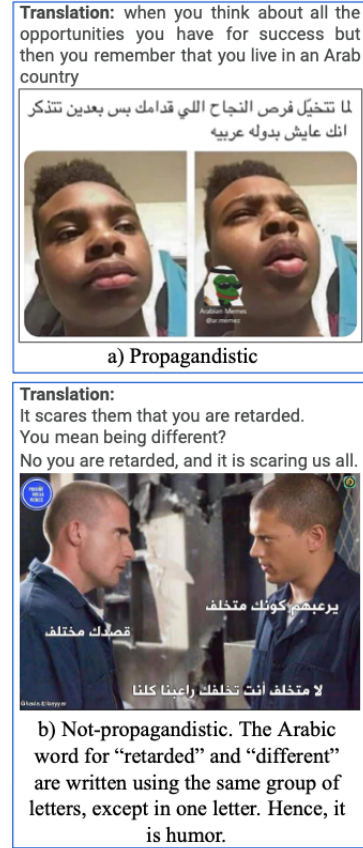 Translation: when you think about all the
opportunities you have for success but
then you remember that you live in an Arab
country
لما تتخيّل فرص النجاح اللي قدامك بس بعدين تتذكر
انك عايش بدوله عربيه
Arabian Memes
@ar.memez
a) Propagandistic
Translation:
It scares them that you are retarded.
You mean being different?
No you are retarded, and it is scaring us all.
يرعبهم كونك متخلف
قصدك مختلف
لا متخلف أنت تخلفك راعبنا كلنا
b) Not-propagandistic. The Arabic
word for “retarded” and “different”
are written using the same group of
letters, except in one letter. Hence, it
is humor.